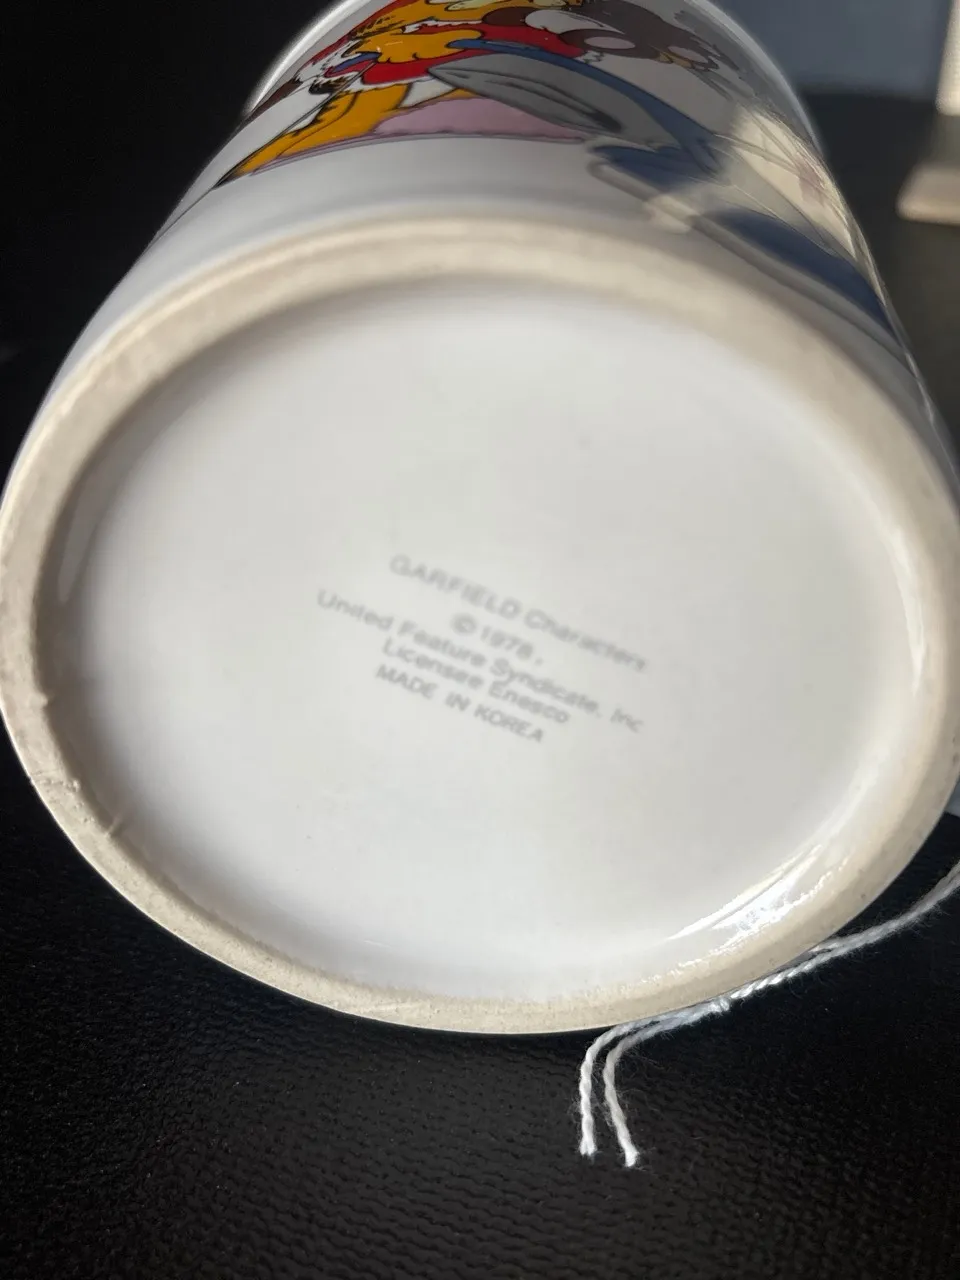 GARFIELD Characters
© 1978,
United Feature Syndicate, Inc
Licensee Enesco
MADE IN KOREA